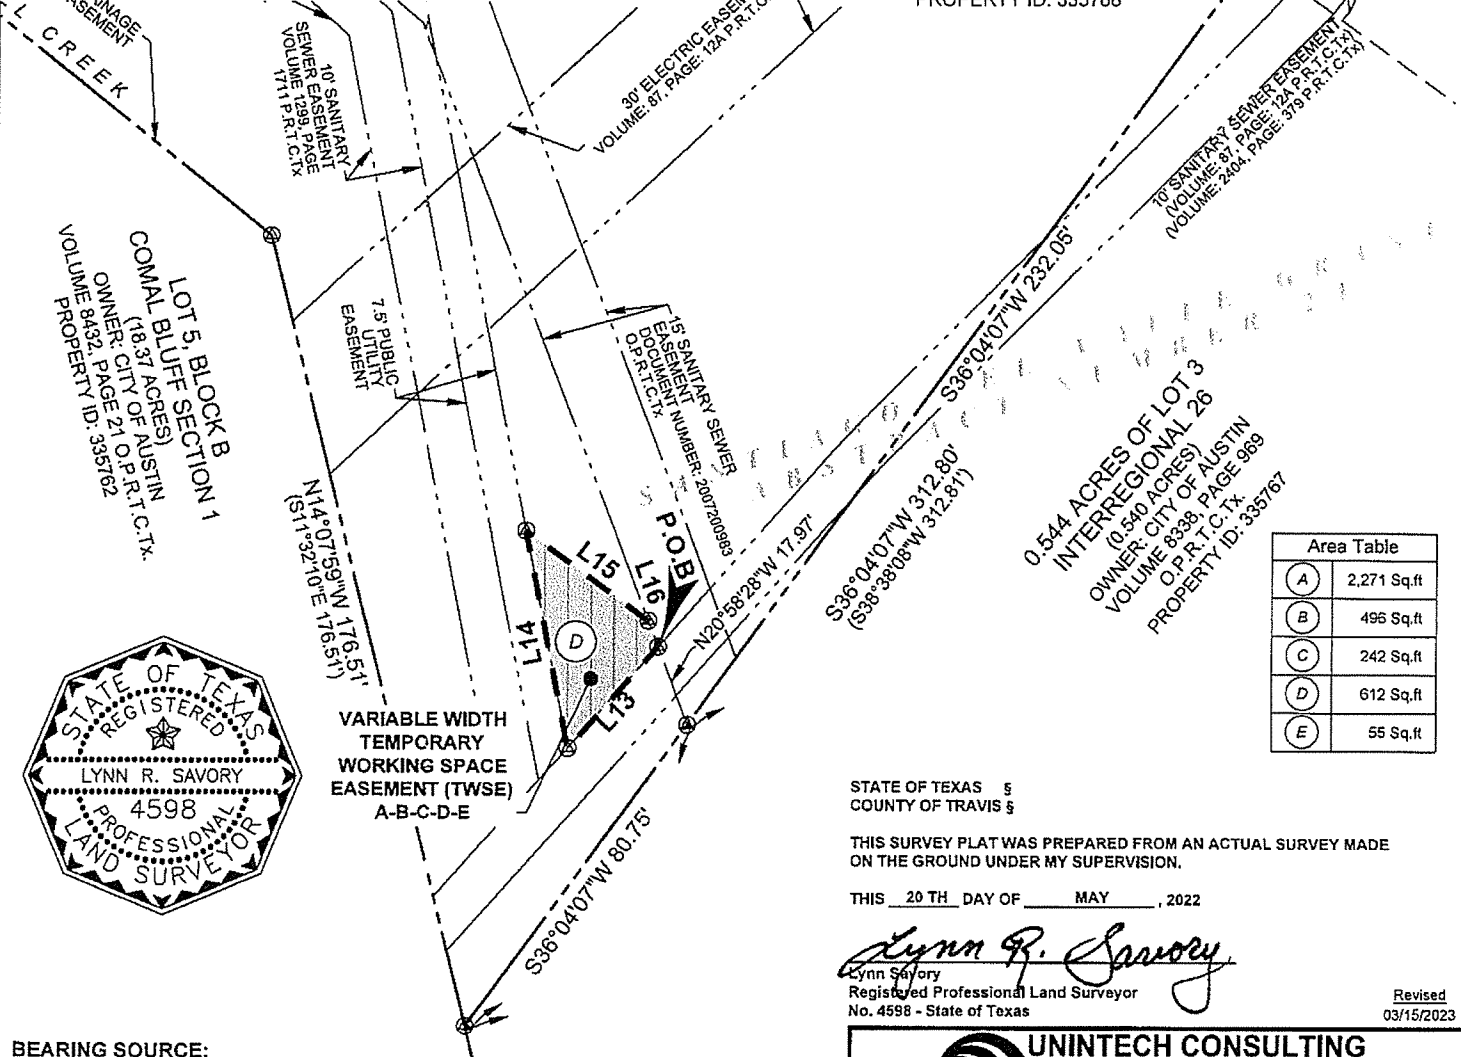 EASEMENT
L CREEK
10' SANITARY
SEWER EASEMENT
VOLUME 1299, PAGE
1711 P.R.T.C.Tx
30' ELECTRIC
VOLUME: 87, PAGE: 12A
PROPERTY ID: 335768
10' SANITARY SEWER EASEMENT
(VOLUME: 87, PAGE: 12A P.R.T.C.Tx)
(VOLUME: 2404, PAGE: 379 P.R.T.C.Tx)
LOT 5, BLOCK B
COMAL BLUFF SECTION 1
(18.37 ACRES)
OWNER: CITY OF AUSTIN
VOLUME 8432, PAGE 21 O.P.R.T.C.Tx.
PROPERTY ID: 335762
7.5' PUBLIC
UTILITY
EASEMENT
15' SANITARY SEWER
EASEMENT
DOCUMENT NUMBER: 2007200983
O.P.R.T.C.Tx
S36°04'07"W 232.05'
N14°07'59"W 176.51'
(S11°32'10"E 176.51')
S36°04'07"W 312.80'
(S38°38'08"W 312.81')
0.544 ACRES OF LOT 3
INTERREGIONAL 26
(0.540 ACRES)
OWNER: CITY OF AUSTIN
VOLUME 8338, PAGE 969
O.P.R.T.C.Tx.
PROPERTY ID: 335767
P.O.B
L15
L16
L14
L13
D
N20°58'28"W 17.97'
VARIABLE WIDTH
TEMPORARY
WORKING SPACE
EASEMENT (TWSE)
A-B-C-D-E
S36°04'07"W 80.75'
Area Table
A 2,271 Sq.ft
B 496 Sq.ft
C 242 Sq.ft
D 612 Sq.ft
E 55 Sq.ft
STATE OF TEXAS
REGISTERED
LYNN R. SAVORY
4598
PROFESSIONAL
LAND SURVEYOR
STATE OF TEXAS §
COUNTY OF TRAVIS §
THIS SURVEY PLAT WAS PREPARED FROM AN ACTUAL SURVEY MADE
ON THE GROUND UNDER MY SUPERVISION.
THIS 20 TH DAY OF MAY , 2022
Lynn R. Savory
Lynn Savory
Registered Professional Land Surveyor
No. 4598 - State of Texas
Revised
03/15/2023
BEARING SOURCE:
UNINTECH CONSULTING